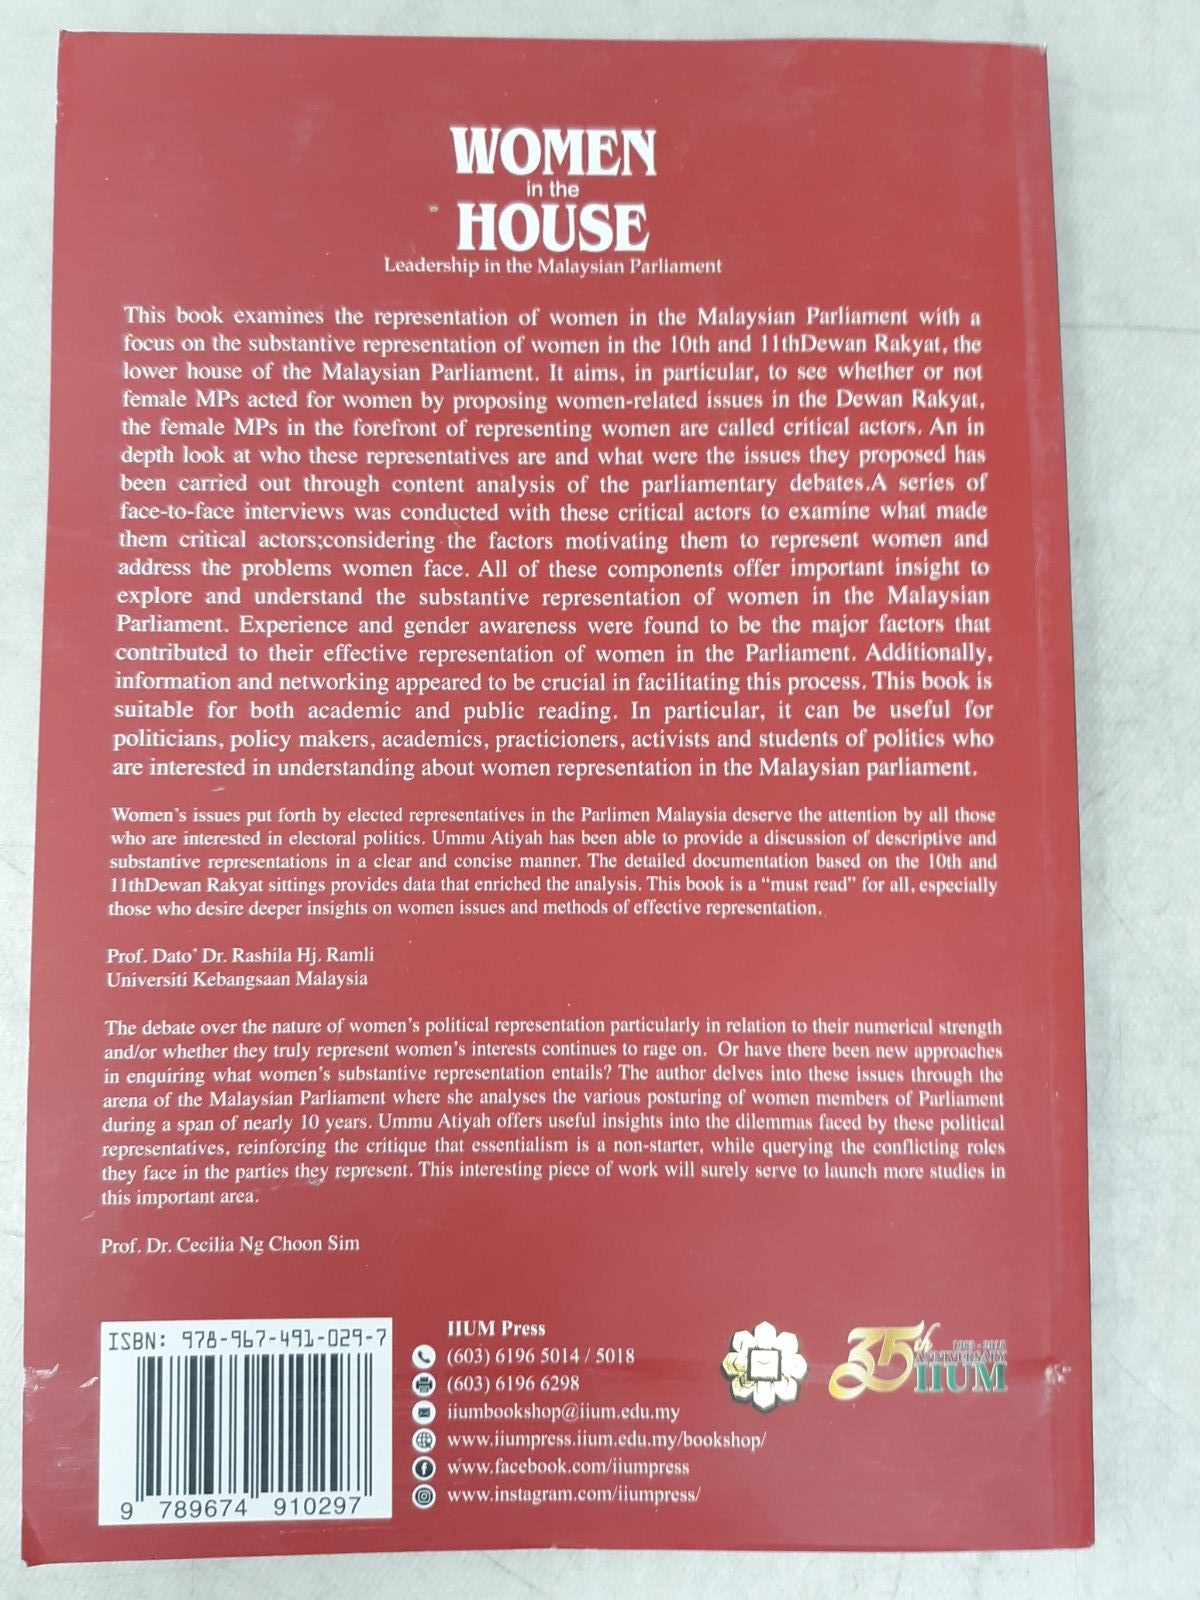 WOMEN
in the
HOUSE
Leadership in the Malaysian Parliament
This book examines the representation of women in the Malaysian Parliament with a
focus on the substantive representation of women in the 10th and 11thDewan Rakyat, the
lower house of the Malaysian Parliament. It aims, in particular, to see whether or not
female MPs acted for women by proposing women-related issues in the Dewan Rakyat,
the female MPs in the forefront of representing women are called critical actors. An in
depth look at who these representatives are and what were the issues they proposed has
been carried out through content analysis of the parliamentary debates.A series of
face-to-face interviews was conducted with these critical actors to examine what made
them critical actors;considering the factors motivating them to represent women and
address the problems women face. All of these components offer important insight to
explore and understand the substantive representation of women in the Malaysian
Parliament. Experience and gender awareness were found to be the major factors that
contributed to their effective representation of women in the Parliament. Additionally,
information and networking appeared to be crucial in facilitating this process. This book is
suitable for both academic and public reading. In particular, it can be useful for
politicians, policy makers, academics, practicioners, activists and students of politics who
are interested in understanding about women representation in the Malaysian parliament.
Women's issues put forth by elected representatives in the Parlimen Malaysia deserve the attention by all those
who are interested in electoral politics. Ummu Atiyah has been able to provide a discussion of descriptive and
substantive representations in a clear and concise manner. The detailed documentation based on the 10th and
11thDewan Rakyat sittings provides data that enriched the analysis. This book is a “must read” for all, especially
those who desire deeper insights on women issues and methods of effective representation.
Prof. Dato' Dr. Rashila Hj. Ramli
Universiti Kebangsaan Malaysia
The debate over the nature of women's political representation particularly in relation to their numerical strength
and/or whether they truly represent women's interests continues to rage on. Or have there been new approaches
in enquiring what women's substantive representation entails? The author delves into these issues through the
arena of the Malaysian Parliament where she analyses the various posturing of women members of Parliament
during a span of nearly 10 years. Ummu Atiyah offers useful insights into the dilemmas faced by these political
representatives, reinforcing the critique that essentialism is a non-starter, while querying the conflicting roles
they face in the parties they represent. This interesting piece of work will surely serve to launch more studies in
this important area.
Prof. Dr. Cecilia Ng Choon Sim
ISBN: 978-967-491-029-7
9 789674 910297
IIUM Press
(603) 6196 5014 / 5018
(603) 6196 6298
iiumbookshop@iium.edu.my
www.iiumpress.iium.edu.my/bookshop/
www.facebook.com/iiumpress
www.instagram.com/iiumpress/
35th
1983 - 2018
ANNIVERSARY
IIUM